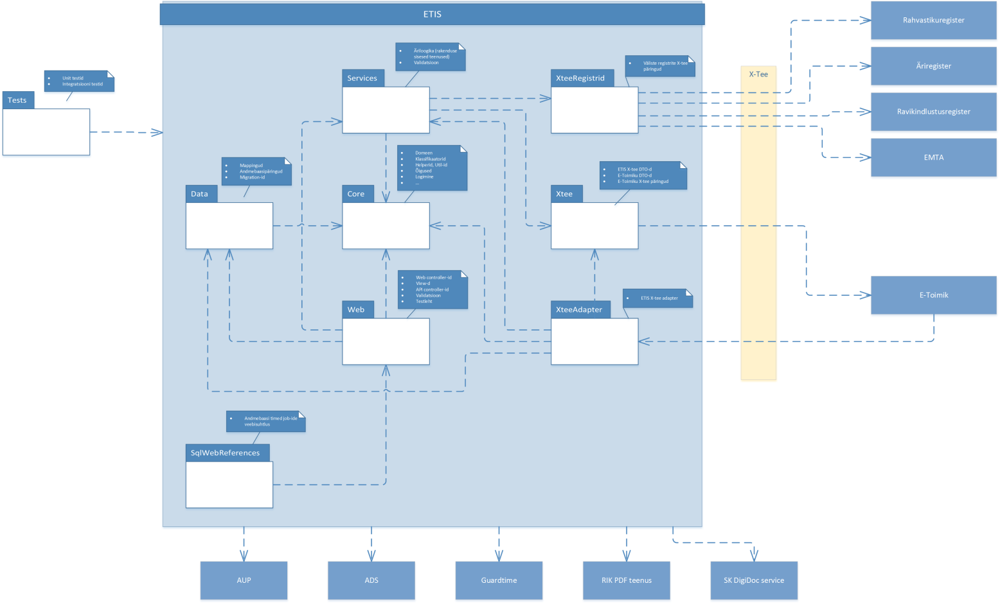 ETIS
Rahvastikuregister
Äriregister
Ravikindlustusregister
EMTA
X-Tee
• Unit testid
• Integratsiooni testid
Tests
• Äriloogika (rakenduse
sisesed teenused)
• Validatsioon
Services
• Väliste registrite X-tee
päringud
XteeRegistrid
• Mappingud
• Andmebaasipäringud
• Migration-id
Data
• Domeen
• Klassifikaatorid
• Helperid, Util-id
• Õigused
• Logimine
• ...
Core
• ETIS X-tee DTO-d
• E-Toimiku DTO-d
• E-Toimiku X-tee päringud
Xtee
• Web controller-id
• View-d
• API controller-id
• Validatsioon
• Testleht
Web
• ETIS X-tee adapter
XteeAdapter
E-Toimik
• Andmebaasi timed job-ide
veebisuhtlus
SqlWebReferences
AUP
ADS
Guardtime
RIK PDF teenus
SK DigiDoc service